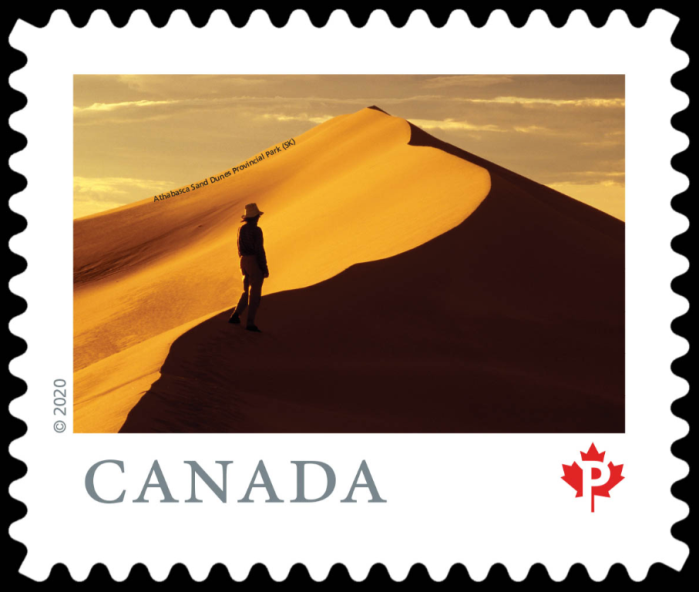 Athabasca Sand Dunes Provincial Park (SK)
© 2020
CANADA
P